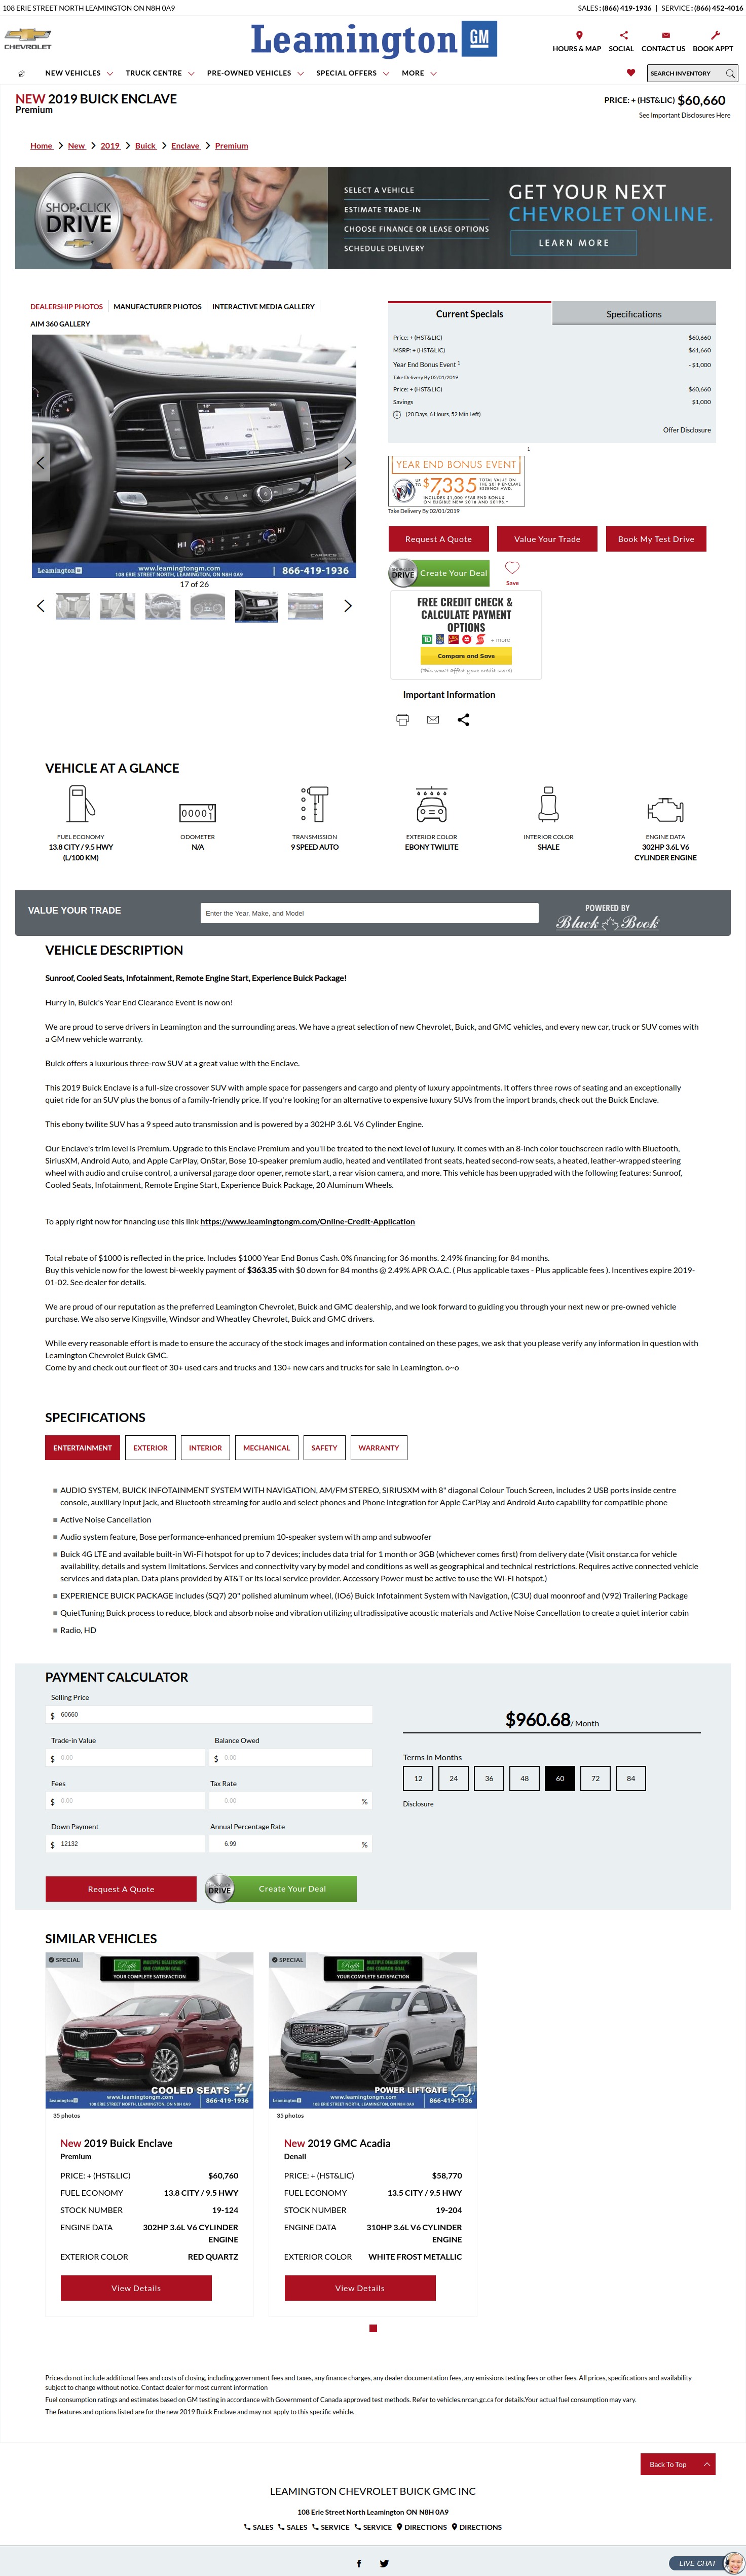 108 ERIE STREET NORTH LEAMINGTON ON N8H 0A9
SALES : (866) 419-1936 | SERVICE : (866) 452-4016
CHEVROLET
Leamington GM
HOURS & MAP SOCIAL CONTACT US BOOK APPT
NEW VEHICLES TRUCK CENTRE PRE-OWNED VEHICLES SPECIAL OFFERS MORE
SEARCH INVENTORY
NEW 2019 BUICK ENCLAVE
Premium
PRICE: + (HST&LIC) $60,660
See Important Disclosures Here
Home New 2019 Buick Enclave Premium
SHOP·CLICK
DRIVE
SELECT A VEHICLE
ESTIMATE TRADE-IN
CHOOSE FINANCE OR LEASE OPTIONS
SCHEDULE DELIVERY
GET YOUR NEXT
CHEVROLET ONLINE.
LEARN MORE
DEALERSHIP PHOTOS MANUFACTURER PHOTOS INTERACTIVE MEDIA GALLERY
AIM 360 GALLERY
Leamington
www.leamingtongm.com
108 ERIE STREET NORTH, LEAMINGTON, ON N8H 0A9
866-419-1936
17 of 26
Current Specials Specifications
Price: + (HST&LIC) $60,660
MSRP: + (HST&LIC) $61,660
Year End Bonus Event 1 - $1,000
Take Delivery By 02/01/2019
Price: + (HST&LIC) $60,660
Savings $1,000
(20 Days, 6 Hours, 52 Min Left)
Offer Disclosure
1
YEAR END BONUS EVENT
UP TO $7,335 TOTAL VALUE ON THE 2019 ENCLAVE ESSENCE AWD.
INCLUDES $1,000 YEAR END BONUS ON ELIGIBLE NEW 2018 AND 2019'S.
Take Delivery By 02/01/2019
Request A Quote Value Your Trade Book My Test Drive
DRIVE Create Your Deal
Save
FREE CREDIT CHECK &
CALCULATE PAYMENT
OPTIONS
+ more
Compare and Save
(This won't affect your credit score)
Important Information
VEHICLE AT A GLANCE
FUEL ECONOMY
13.8 CITY / 9.5 HWY
(L/100 KM)
ODOMETER
N/A
TRANSMISSION
9 SPEED AUTO
EXTERIOR COLOR
EBONY TWILITE
INTERIOR COLOR
SHALE
ENGINE DATA
302HP 3.6L V6
CYLINDER ENGINE
VALUE YOUR TRADE
Enter the Year, Make, and Model
POWERED BY
Black Book
VEHICLE DESCRIPTION
Sunroof, Cooled Seats, Infotainment, Remote Engine Start, Experience Buick Package!
Hurry in, Buick's Year End Clearance Event is now on!
We are proud to serve drivers in Leamington and the surrounding areas. We have a great selection of new Chevrolet, Buick, and GMC vehicles, and every new car, truck or SUV comes with
a GM new vehicle warranty.
Buick offers a luxurious three-row SUV at a great value with the Enclave.
This 2019 Buick Enclave is a full-size crossover SUV with ample space for passengers and cargo and plenty of luxury appointments. It offers three rows of seating and an exceptionally
quiet ride for an SUV plus the bonus of a family-friendly price. If you're looking for an alternative to expensive luxury SUVs from the import brands, check out the Buick Enclave.
This ebony twilite SUV has a 9 speed auto transmission and is powered by a 302HP 3.6L V6 Cylinder Engine.
Our Enclave's trim level is Premium. Upgrade to this Enclave Premium and you'll be treated to the next level of luxury. It comes with an 8-inch color touchscreen radio with Bluetooth,
SiriusXM, Android Auto, and Apple CarPlay, OnStar, Bose 10-speaker premium audio, heated and ventilated front seats, heated second-row seats, a heated, leather-wrapped steering
wheel with audio and cruise control, a universal garage door opener, remote start, a rear vision camera, and more. This vehicle has been upgraded with the following features: Sunroof,
Cooled Seats, Infotainment, Remote Engine Start, Experience Buick Package, 20 Aluminum Wheels.
To apply right now for financing use this link https://www.leamingtongm.com/Online-Credit-Application
Total rebate of $1000 is reflected in the price. Includes $1000 Year End Bonus Cash. 0% financing for 36 months. 2.49% financing for 84 months.
Buy this vehicle now for the lowest bi-weekly payment of $363.35 with $0 down for 84 months @ 2.49% APR O.A.C. ( Plus applicable taxes - Plus applicable fees ). Incentives expire 2019-
01-02. See dealer for details.
We are proud of our reputation as the preferred Leamington Chevrolet, Buick and GMC dealership, and we look forward to guiding you through your next new or pre-owned vehicle
purchase. We also serve Kingsville, Windsor and Wheatley Chevrolet, Buick and GMC drivers.
While every reasonable effort is made to ensure the accuracy of the stock images and information contained on these pages, we ask that you please verify any information in question with
Leamington Chevrolet Buick GMC.
Come by and check out our fleet of 30+ used cars and trucks and 130+ new cars and trucks for sale in Leamington. o~o
SPECIFICATIONS
ENTERTAINMENT EXTERIOR INTERIOR MECHANICAL SAFETY WARRANTY
AUDIO SYSTEM, BUICK INFOTAINMENT SYSTEM WITH NAVIGATION, AM/FM STEREO, SIRIUSXM with 8" diagonal Colour Touch Screen, includes 2 USB ports inside centre
console, auxiliary input jack, and Bluetooth streaming for audio and select phones and Phone Integration for Apple CarPlay and Android Auto capability for compatible phone
Active Noise Cancellation
Audio system feature, Bose performance-enhanced premium 10-speaker system with amp and subwoofer
Buick 4G LTE and available built-in Wi-Fi hotspot for up to 7 devices; includes data trial for 1 month or 3GB (whichever comes first) from delivery date (Visit onstar.ca for vehicle
availability, details and system limitations. Services and connectivity vary by model and conditions as well as geographical and technical restrictions. Requires active connected vehicle
services and data plan. Data plans provided by AT&T or its local service provider. Accessory Power must be active to use the Wi-Fi hotspot.)
EXPERIENCE BUICK PACKAGE includes (SQ7) 20" polished aluminum wheel, (IO6) Buick Infotainment System with Navigation, (C3U) dual moonroof and (V92) Trailering Package
QuietTuning Buick process to reduce, block and absorb noise and vibration utilizing ultradissipative acoustic materials and Active Noise Cancellation to create a quiet interior cabin
Radio, HD
PAYMENT CALCULATOR
Selling Price
$ 60660
Trade-in Value Balance Owed
$ 0.00 $ 0.00
Fees Tax Rate
$ 0.00 0.00 %
Down Payment Annual Percentage Rate
$ 12132 6.99 %
Request A Quote DRIVE Create Your Deal
$960.68 / Month
Terms in Months
12 24 36 48 60 72 84
Disclosure
SIMILAR VEHICLES
SPECIAL
MULTIPLE DEALERSHIPS
ONE COMMON GOAL
YOUR COMPLETE SATISFACTION
COOLED SEATS
Leamington
www.leamingtongm.com
108 ERIE STREET NORTH, LEAMINGTON, ON N8H 0A9
866-419-1936
35 photos
New 2019 Buick Enclave
Premium
PRICE: + (HST&LIC) $60,760
FUEL ECONOMY 13.8 CITY / 9.5 HWY
STOCK NUMBER 19-124
ENGINE DATA 302HP 3.6L V6 CYLINDER
ENGINE
EXTERIOR COLOR RED QUARTZ
View Details
SPECIAL
MULTIPLE DEALERSHIPS
ONE COMMON GOAL
YOUR COMPLETE SATISFACTION
POWER LIFTGATE
Leamington
www.leamingtongm.com
108 ERIE STREET NORTH, LEAMINGTON, ON N8H 0A9
866-419-1936
35 photos
New 2019 GMC Acadia
Denali
PRICE: + (HST&LIC) $58,770
FUEL ECONOMY 13.5 CITY / 9.5 HWY
STOCK NUMBER 19-204
ENGINE DATA 310HP 3.6L V6 CYLINDER
ENGINE
EXTERIOR COLOR WHITE FROST METALLIC
View Details
Prices do not include additional fees and costs of closing, including government fees and taxes, any finance charges, any dealer documentation fees, any emissions testing fees or other fees. All prices, specifications and availability
subject to change without notice. Contact dealer for most current information
Fuel consumption ratings and estimates based on GM testing in accordance with Government of Canada approved test methods. Refer to vehicles.nrcan.gc.ca for details.Your actual fuel consumption may vary.
The features and options listed are for the new 2019 Buick Enclave and may not apply to this specific vehicle.
Back To Top
LEAMINGTON CHEVROLET BUICK GMC INC
108 Erie Street North Leamington ON N8H 0A9
SALES SALES SERVICE SERVICE DIRECTIONS DIRECTIONS
LIVE CHAT